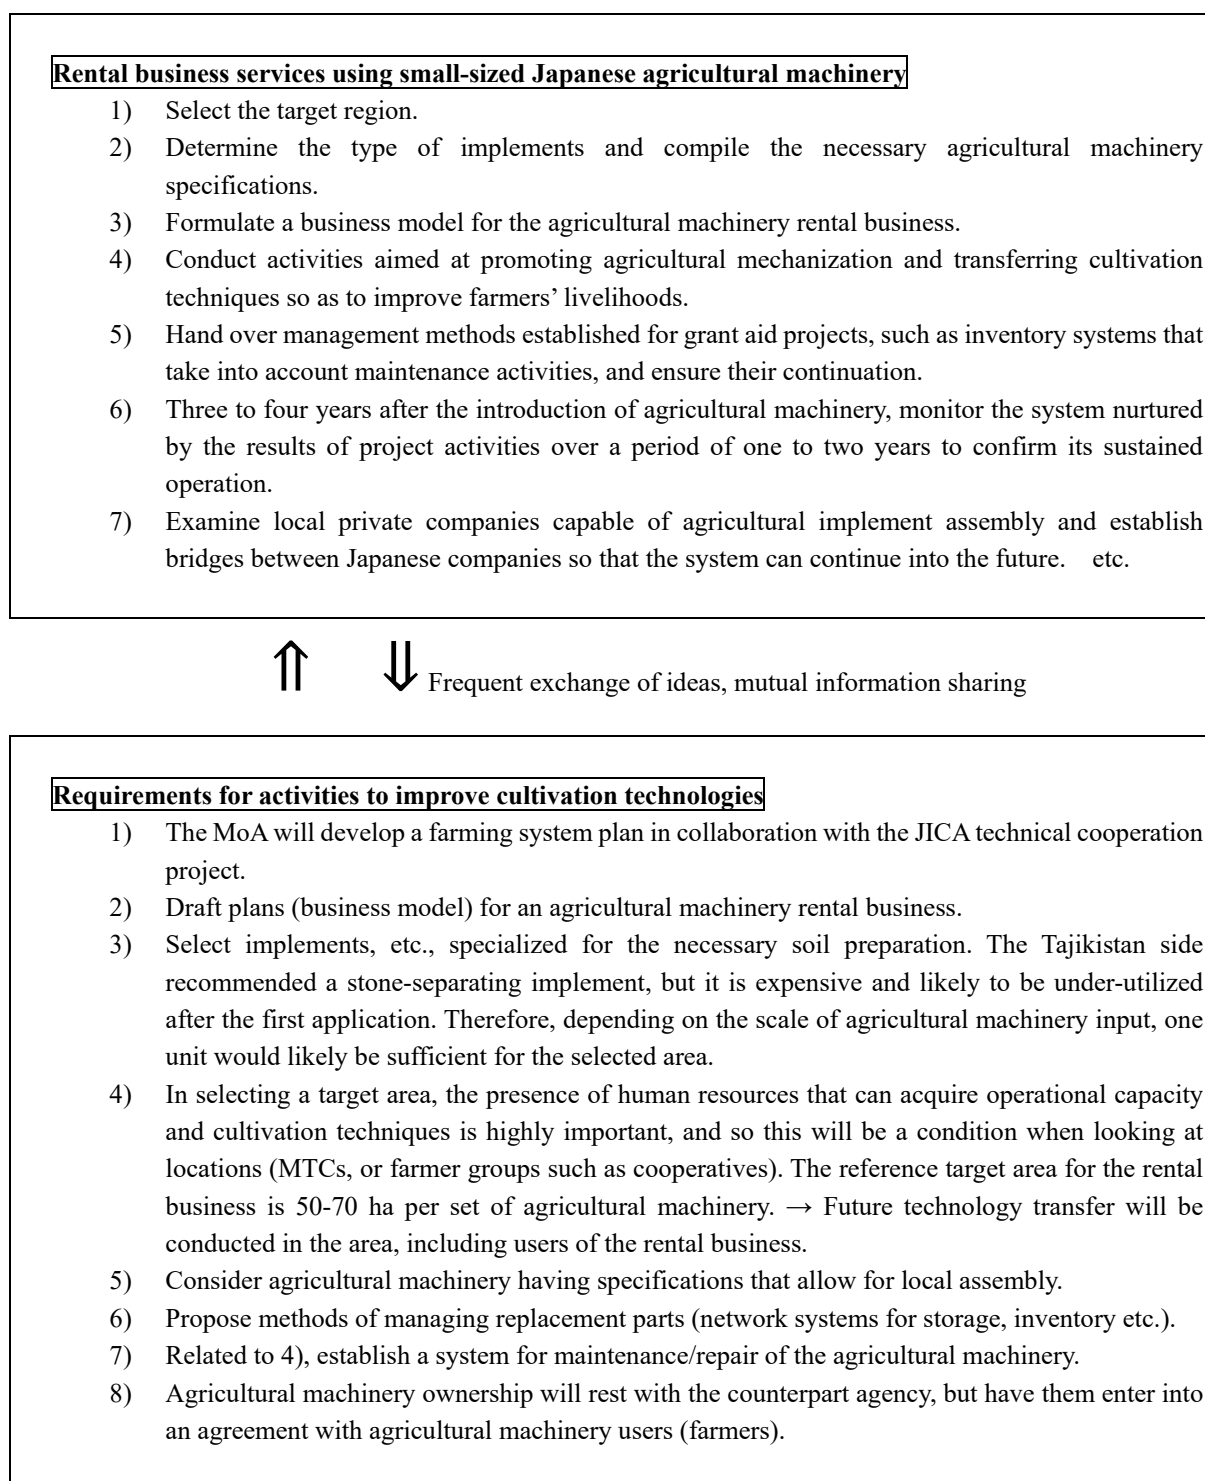 Rental business services using small-sized Japanese agricultural machinery
1) Select the target region.
2) Determine the type of implements and compile the necessary agricultural machinery
specifications.
3) Formulate a business model for the agricultural machinery rental business.
4) Conduct activities aimed at promoting agricultural mechanization and transferring cultivation
techniques so as to improve farmers’ livelihoods.
5) Hand over management methods established for grant aid projects, such as inventory systems that
take into account maintenance activities, and ensure their continuation.
6) Three to four years after the introduction of agricultural machinery, monitor the system nurtured
by the results of project activities over a period of one to two years to confirm its sustained
operation.
7) Examine local private companies capable of agricultural implement assembly and establish
bridges between Japanese companies so that the system can continue into the future. etc.
⇑ ⇓ Frequent exchange of ideas, mutual information sharing
Requirements for activities to improve cultivation technologies
1) The MoA will develop a farming system plan in collaboration with the JICA technical cooperation
project.
2) Draft plans (business model) for an agricultural machinery rental business.
3) Select implements, etc., specialized for the necessary soil preparation. The Tajikistan side
recommended a stone-separating implement, but it is expensive and likely to be under-utilized
after the first application. Therefore, depending on the scale of agricultural machinery input, one
unit would likely be sufficient for the selected area.
4) In selecting a target area, the presence of human resources that can acquire operational capacity
and cultivation techniques is highly important, and so this will be a condition when looking at
locations (MTCs, or farmer groups such as cooperatives). The reference target area for the rental
business is 50-70 ha per set of agricultural machinery. → Future technology transfer will be
conducted in the area, including users of the rental business.
5) Consider agricultural machinery having specifications that allow for local assembly.
6) Propose methods of managing replacement parts (network systems for storage, inventory etc.).
7) Related to 4), establish a system for maintenance/repair of the agricultural machinery.
8) Agricultural machinery ownership will rest with the counterpart agency, but have them enter into
an agreement with agricultural machinery users (farmers).